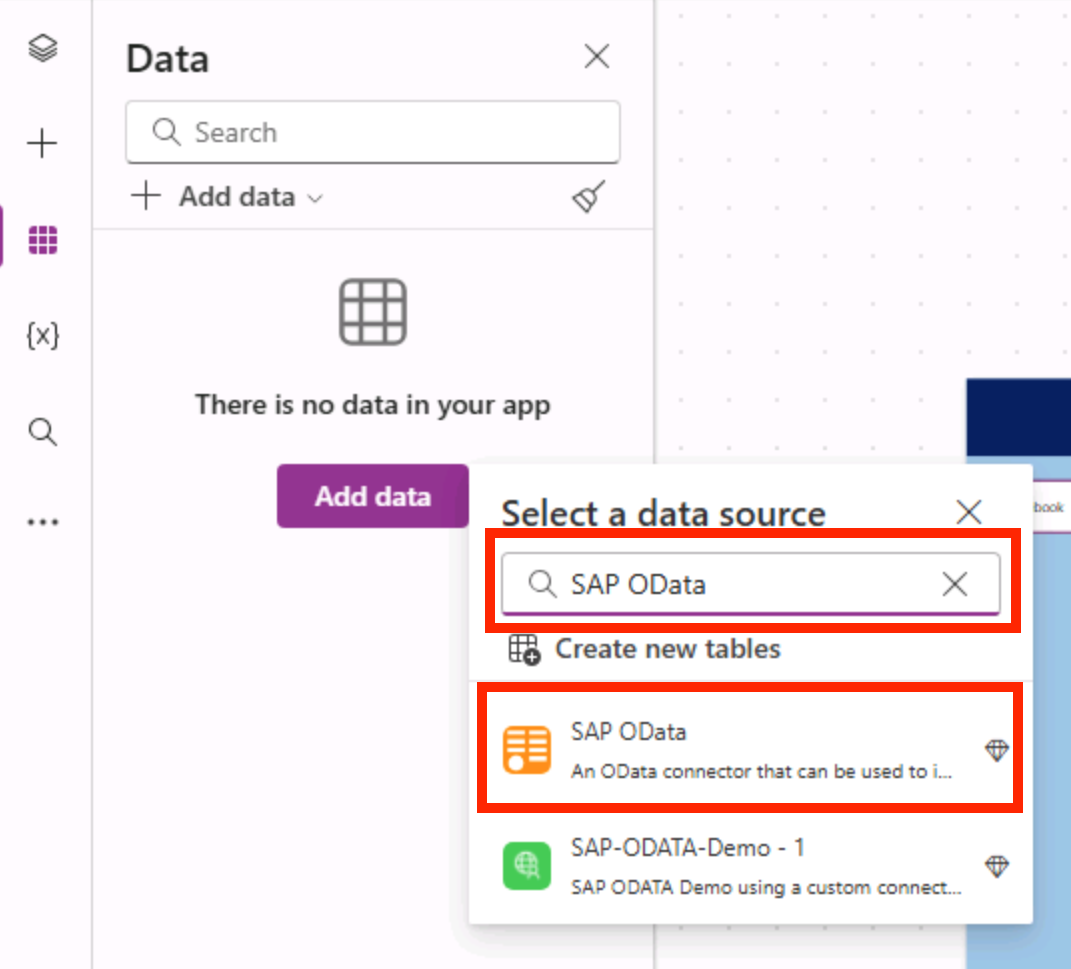 Data
Search
Add data
{x}
There is no data in your app
Add data
Select a data source
book
SAP OData
Create new tables
SAP OData
An OData connector that can be used to i...
SAP-ODATA-Demo - 1
SAP ODATA Demo using a custom connect...